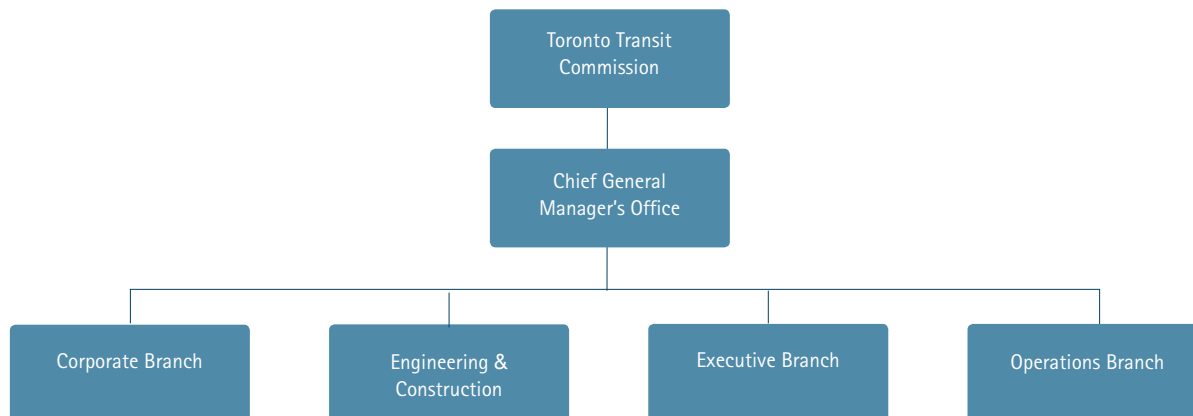 Toronto Transit
Commission
Chief General
Manager's Office
Corporate Branch
Engineering &
Construction
Executive Branch
Operations Branch